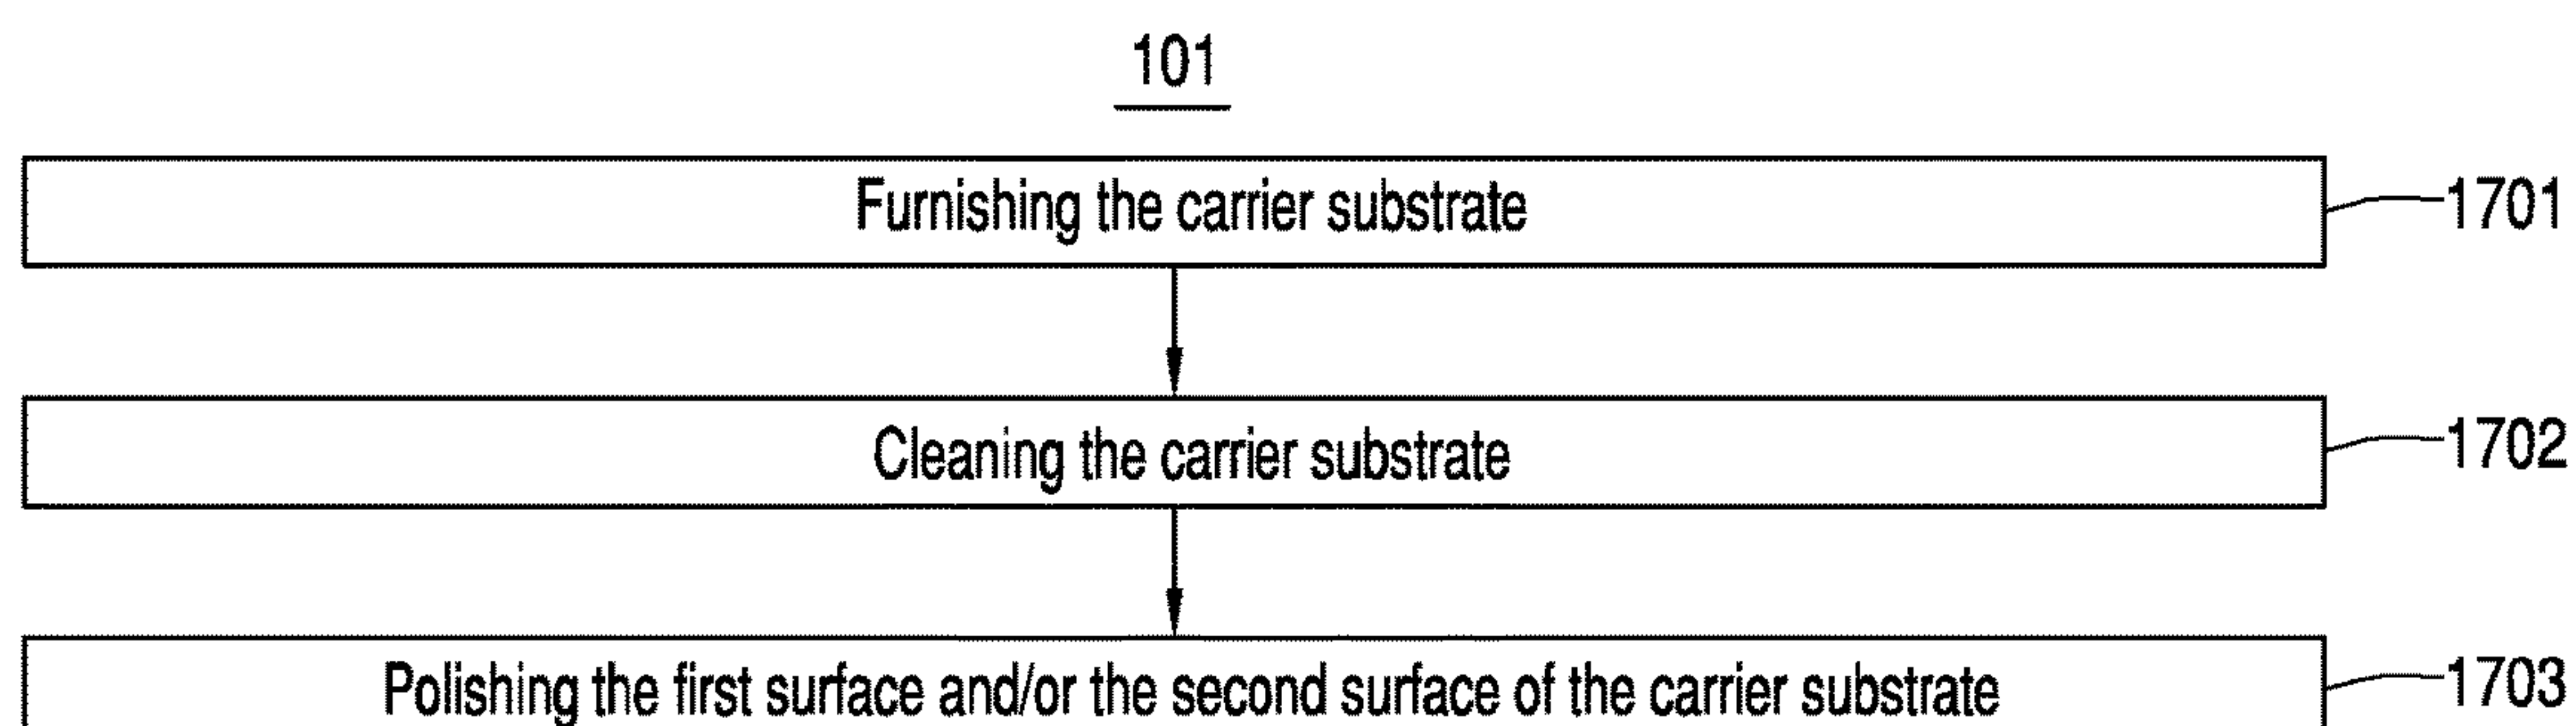 101
Furnishing the carrier substrate 1701
Cleaning the carrier substrate 1702
Polishing the first surface and/or the second surface of the carrier substrate 1703